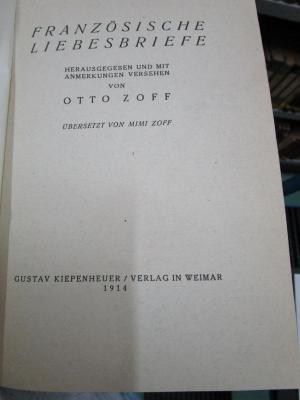 FRANZÖSISCHE
LIEBESBRIEFE
HERAUSGEGEBEN UND MIT
ANMERKUNGEN VERSEHEN
VON
OTTO ZOFF
ÜBERSETZT VON MIMI ZOFF
GUSTAV KIEPENHEUER / VERLAG IN WEIMAR
1914